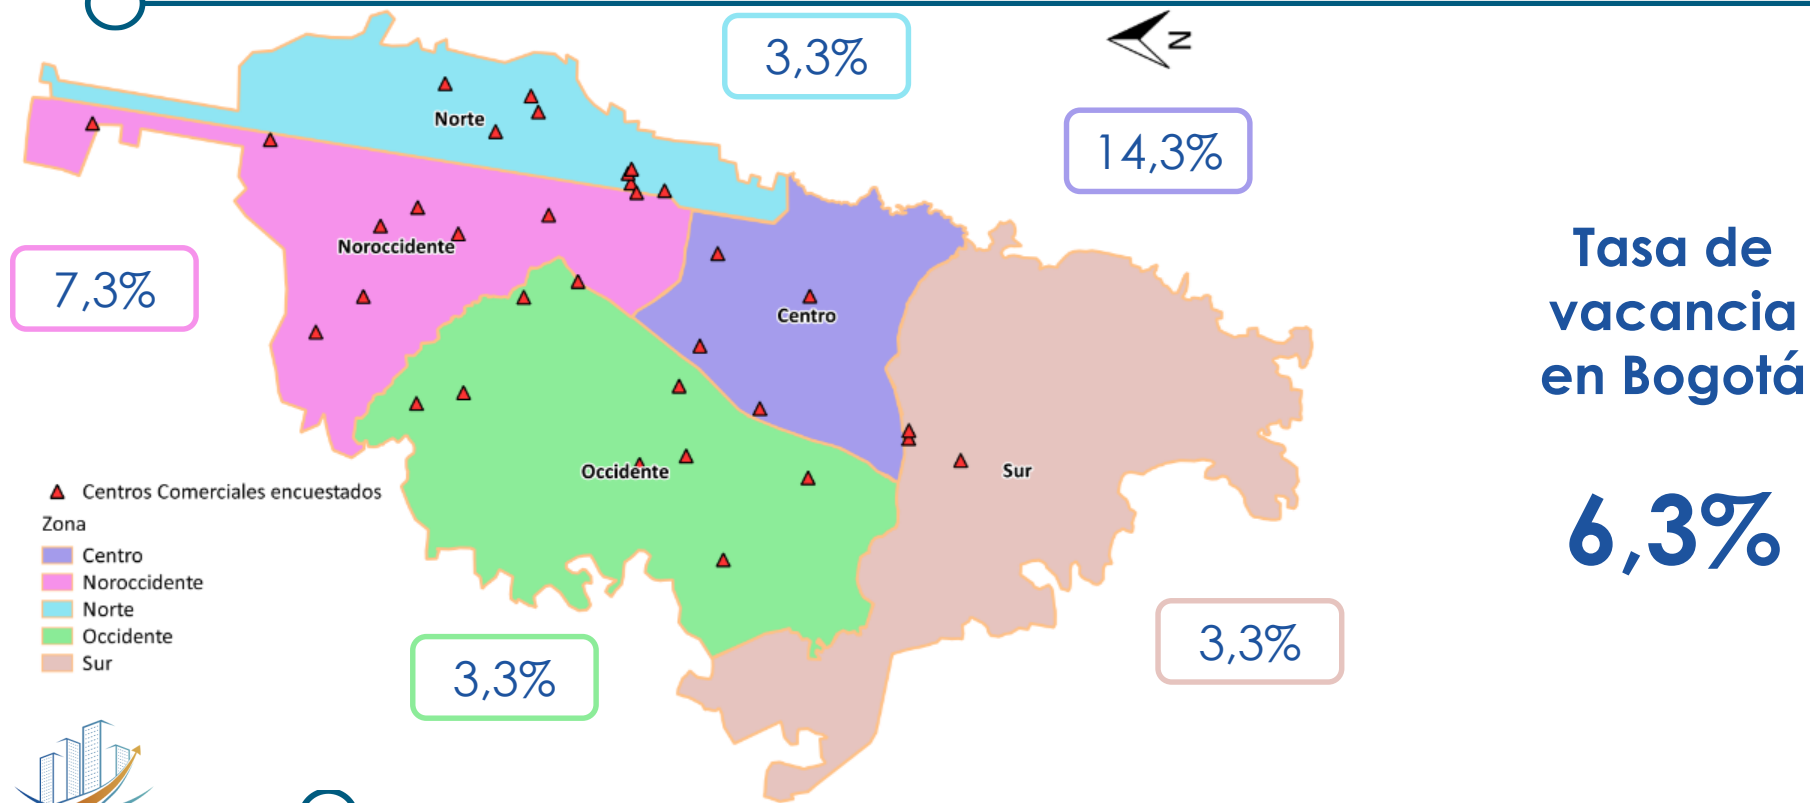 3,3%
N
14,3%
Norte
Noroccidente
7,3%
Centro
Tasa de
vacancia
en Bogotá
6,3%
Occidente
Sur
Centros Comerciales encuestados
Zona
Centro
Noroccidente
Norte
Occidente
Sur
3,3%
3,3%